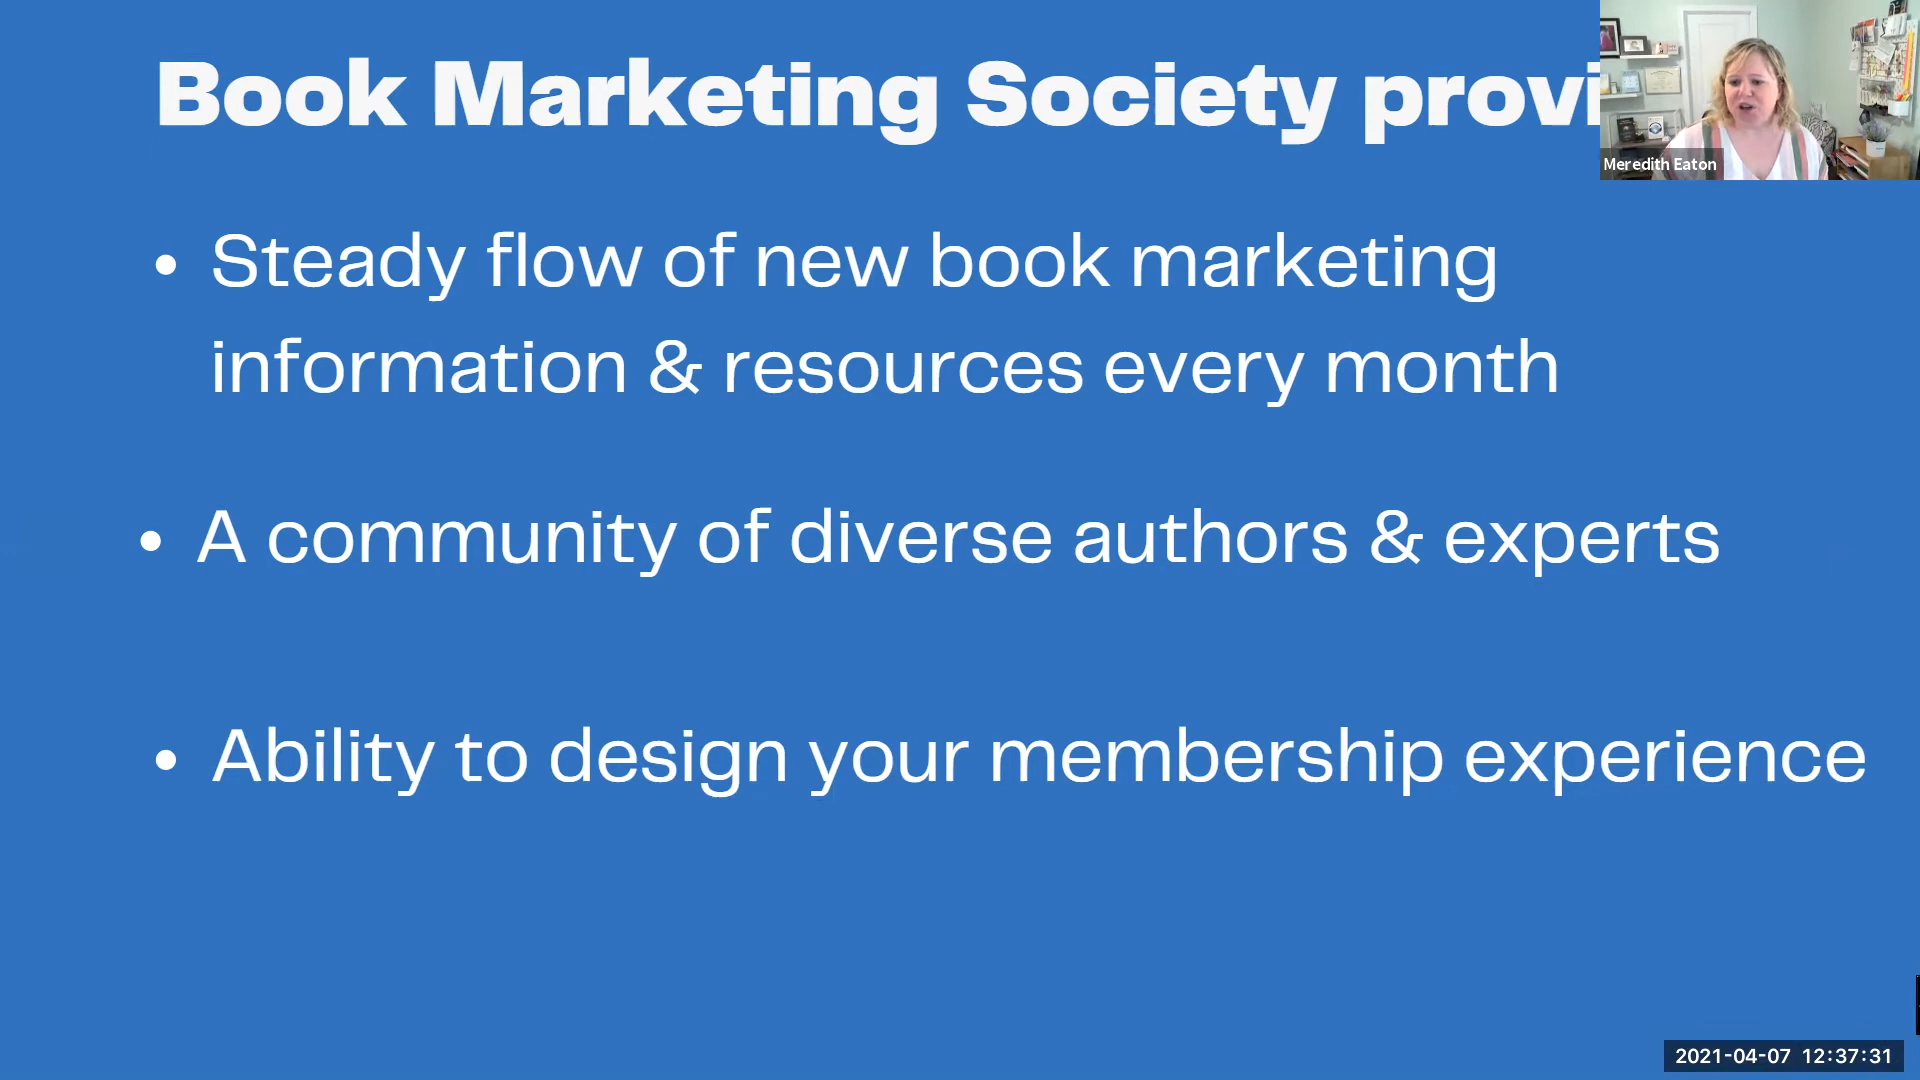 Book Marketing Society provi
Meredith Eaton
• Steady flow of new book marketing
information & resources every month
• A community of diverse authors & experts
• Ability to design your membership experience
2021-04-07 12:37:31